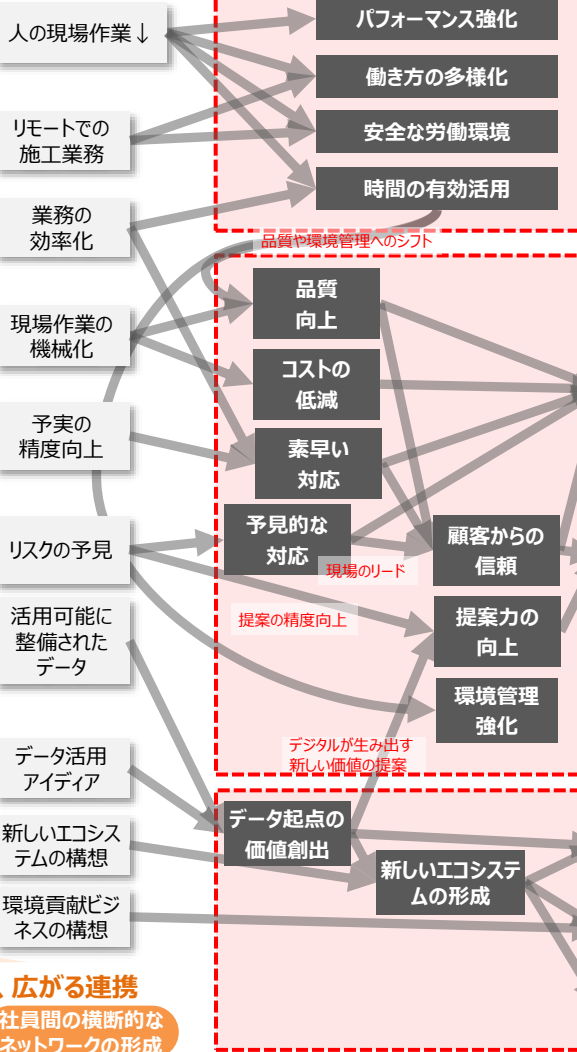 人の現場作業↓
リモートでの
施工業務
業務の
効率化
現場作業の
機械化
予実の
精度向上
リスクの予見
活用可能に
整備された
データ
データ活用
アイディア
新しいエコシス
テムの構想
環境貢献ビジ
ネスの構想
パフォーマンス強化
働き方の多様化
安全な労働環境
時間の有効活用
品質や環境管理へのシフト
品質
向上
コストの
低減
素早い
対応
予見的な
対応
現場のリード
顧客からの
信頼
提案の精度向上
提案力の
向上
環境管理
強化
デジタルが生み出す
新しい価値の提案
データ起点の
価値創出
新しいエコシステ
ムの形成
、広がる連携
社員間の横断的な
ネットワークの形成